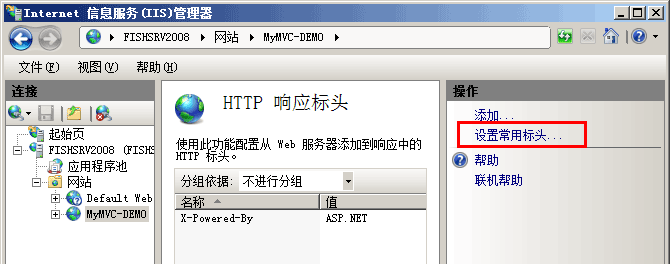 Internet 信息服务(IIS)管理器
FISHSRV2008 ▸ 网站 ▸ MyMVC-DEMO ▸
文件(F) 视图(V) 帮助(H)
连接
起始页
FISHSRV2008 (FISHS
应用程序池
网站
Default Web
MyMVC-DEMO
HTTP 响应标头
使用此功能配置从 Web 服务器添加到响应中的
HTTP 标头。
分组依据: 不进行分组
名称 值
X-Powered-By ASP.NET
操作
添加...
设置常用标头...
帮助
联机帮助